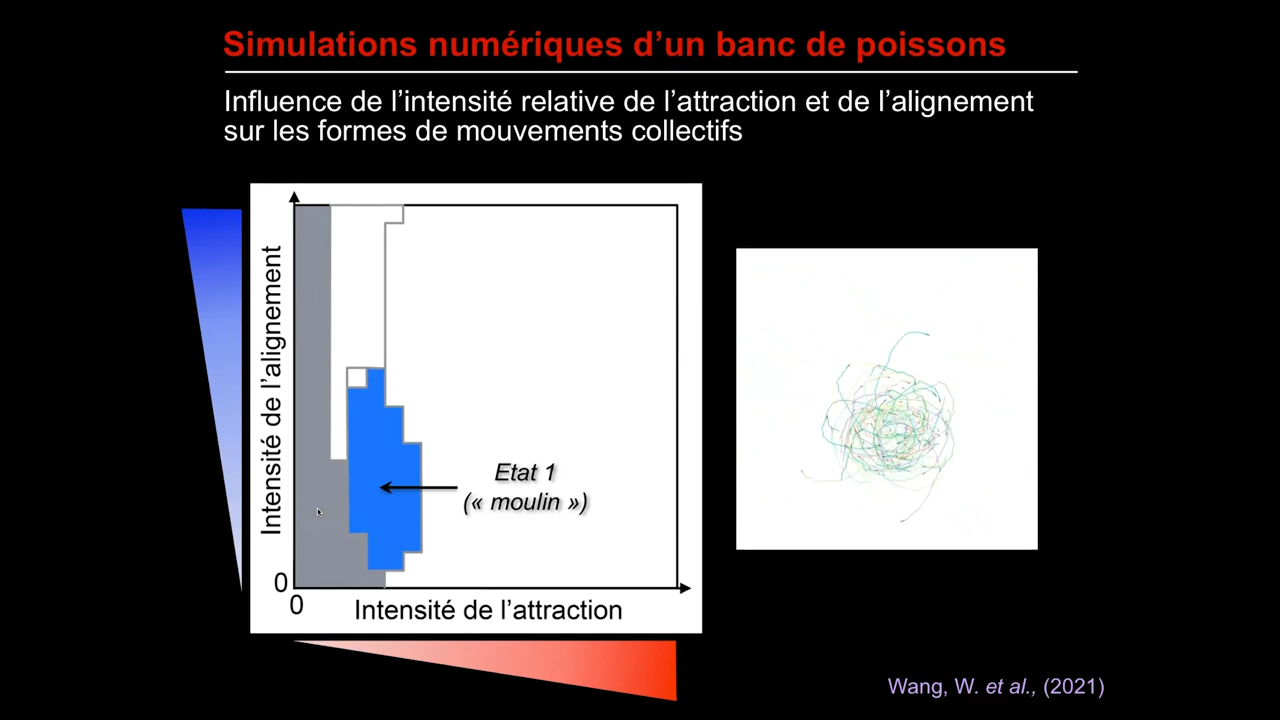 Simulations numériques d’un banc de poissons
Influence de l’intensité relative de l’attraction et de l’alignement
sur les formes de mouvements collectifs
Intensité de l’alignement
Etat 1
(« moulin »)
0
0
Intensité de l’attraction
Wang, W. et al., (2021)